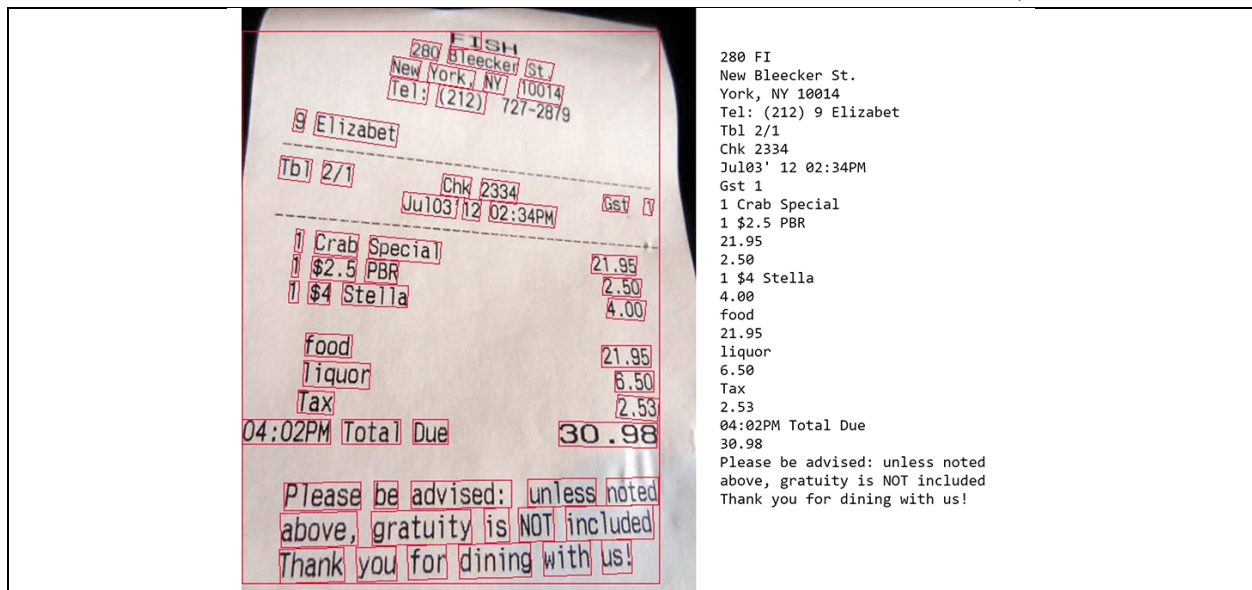 FISH
280 Bleecker St.
New York, NY 10014
Tel: (212) 727-2879
9 Elizabet
Tbl 2/1 Chk 2334 Gst 1
Jul03'12 02:34PM
1 Crab Special 21.95
1 $2.5 PBR 2.50
1 $4 Stella 4.00
food 21.95
liquor 6.50
Tax 2.53
04:02PM Total Due 30.98
Please be advised: unless noted
above, gratuity is NOT included
Thank you for dining with us!
280 FI
New Bleecker St.
York, NY 10014
Tel: (212) 9 Elizabet
Tbl 2/1
Chk 2334
Jul03' 12 02:34PM
Gst 1
1 Crab Special
1 $2.5 PBR
21.95
2.50
1 $4 Stella
4.00
food
21.95
liquor
6.50
Tax
2.53
04:02PM Total Due
30.98
Please be advised: unless noted
above, gratuity is NOT included
Thank you for dining with us!